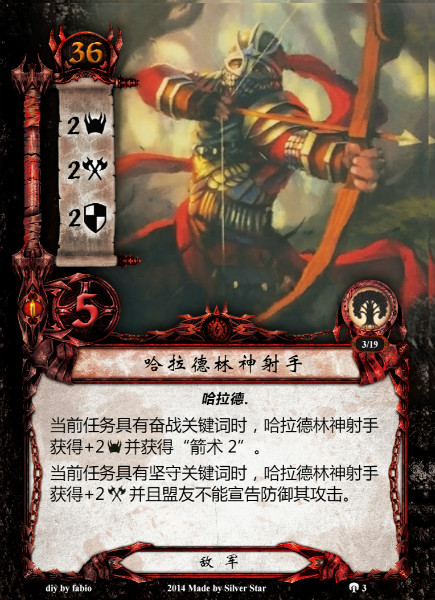 36
2
2
2
5
3/19
哈拉德林神射手
哈拉德.
当前任务具有奋战关键词时，哈拉德林神射手
获得+2并获得“箭术 2”。
当前任务具有坚守关键词时，哈拉德林神射手
获得+2并且盟友不能宣告防御其攻击。
敌 军
diy by fabio
2014 Made by Silver Star
3